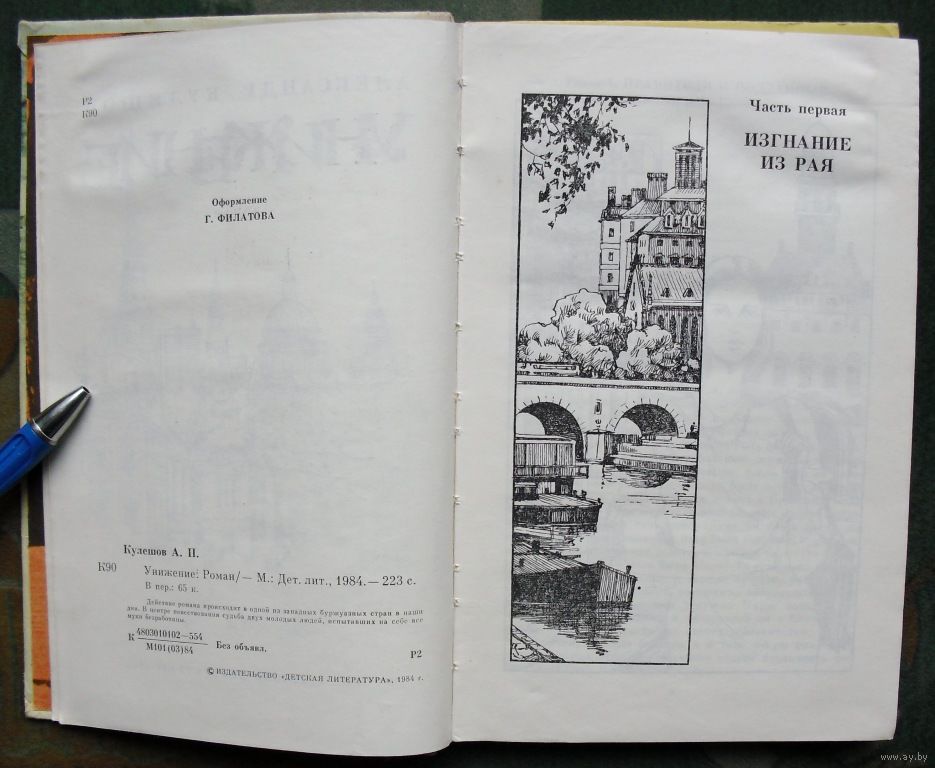 Р2
К90
Оформление
Г. ФИЛАТОВА
Кулешов А. П.
К90 Унижение: Роман/— М.: Дет. лит., 1984.— 223 с.
В пер.: 65 к.
Действие романа происходит в одной из западных буржуазных стран в наши
дни. В центре повествования судьба двух молодых людей, испытавших на себе все
муки безработицы.
К 4803010102—554
М101(03)84
Без объявл.
Р2
© ИЗДАТЕЛЬСТВО «ДЕТСКАЯ ЛИТЕРАТУРА», 1984 г.
Часть первая
ИЗГНАНИЕ
ИЗ РАЯ
© www.ay.by